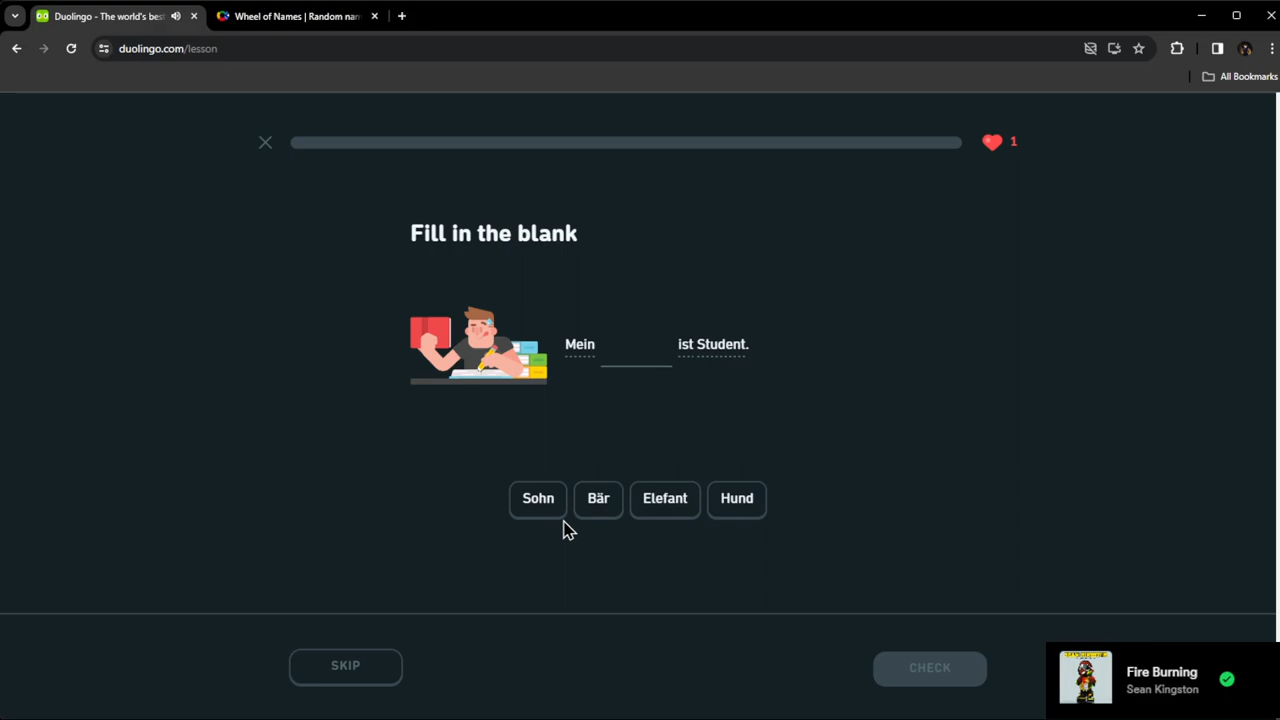 Duolingo - The world's best
Wheel of Names | Random nam
duolingo.com/lesson
All Bookmarks
1
Fill in the blank
Mein ist Student.
Sohn Bär Elefant Hund
SKIP
CHECK
Fire Burning
Sean Kingston